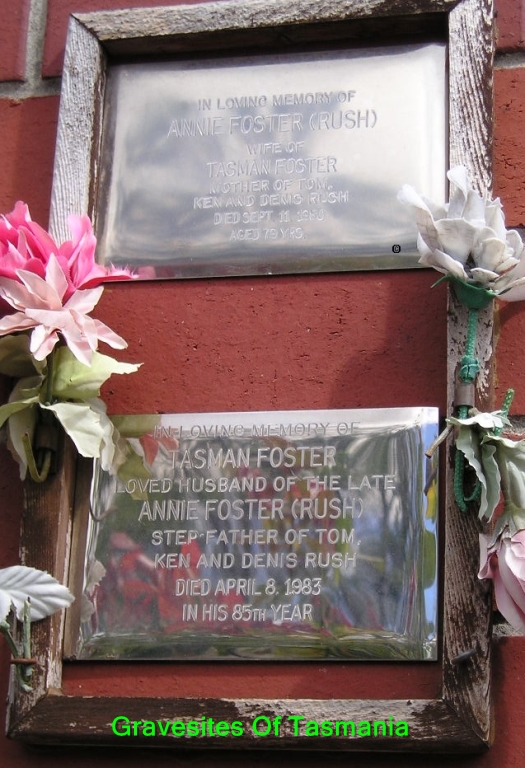 IN LOVING MEMORY OF
ANNIE FOSTER (RUSH)
WIFE OF
TASMAN FOSTER
MOTHER OF TOM,
KEN AND DENIS RUSH
DIED SEPT. 11
AGED 79 YRS.
IN LOVING MEMORY OF
TASMAN FOSTER
LOVED HUSBAND OF THE LATE
ANNIE FOSTER (RUSH)
STEP FATHER OF TOM,
KEN AND DENIS RUSH
DIED APRIL 8. 1983
IN HIS 85TH YEAR
Gravesites Of Tasmania